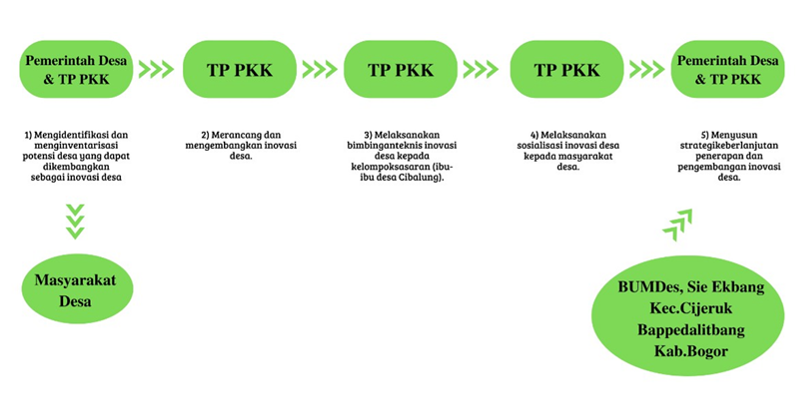 Pemerintah Desa
& TP PKK
TP PKK
TP PKK
TP PKK
Pemerintah Desa
& TP PKK
1) Mengidentifikasi dan
menginventarisasi
potensi desa yang dapat
dikembangkan
sebagai inovasi desa
2) Merancang dan
mengembangkan inovasi
desa.
3) Melaksanakan
bimbinganteknis inovasi
desa kepada
kelompoksasaran (ibu-
ibu desa Cibalung).
4) Melaksanakan
sosialisasi inovasi desa
kepada masyarakat
desa.
5) Menyusun
strategikeberlanjutan
penerapan dan
pengembangan inovasi
desa.
Masyarakat
Desa
BUMDes, Sie Ekbang
Kec.Cijeruk
Bappedalitbang
Kab.Bogor